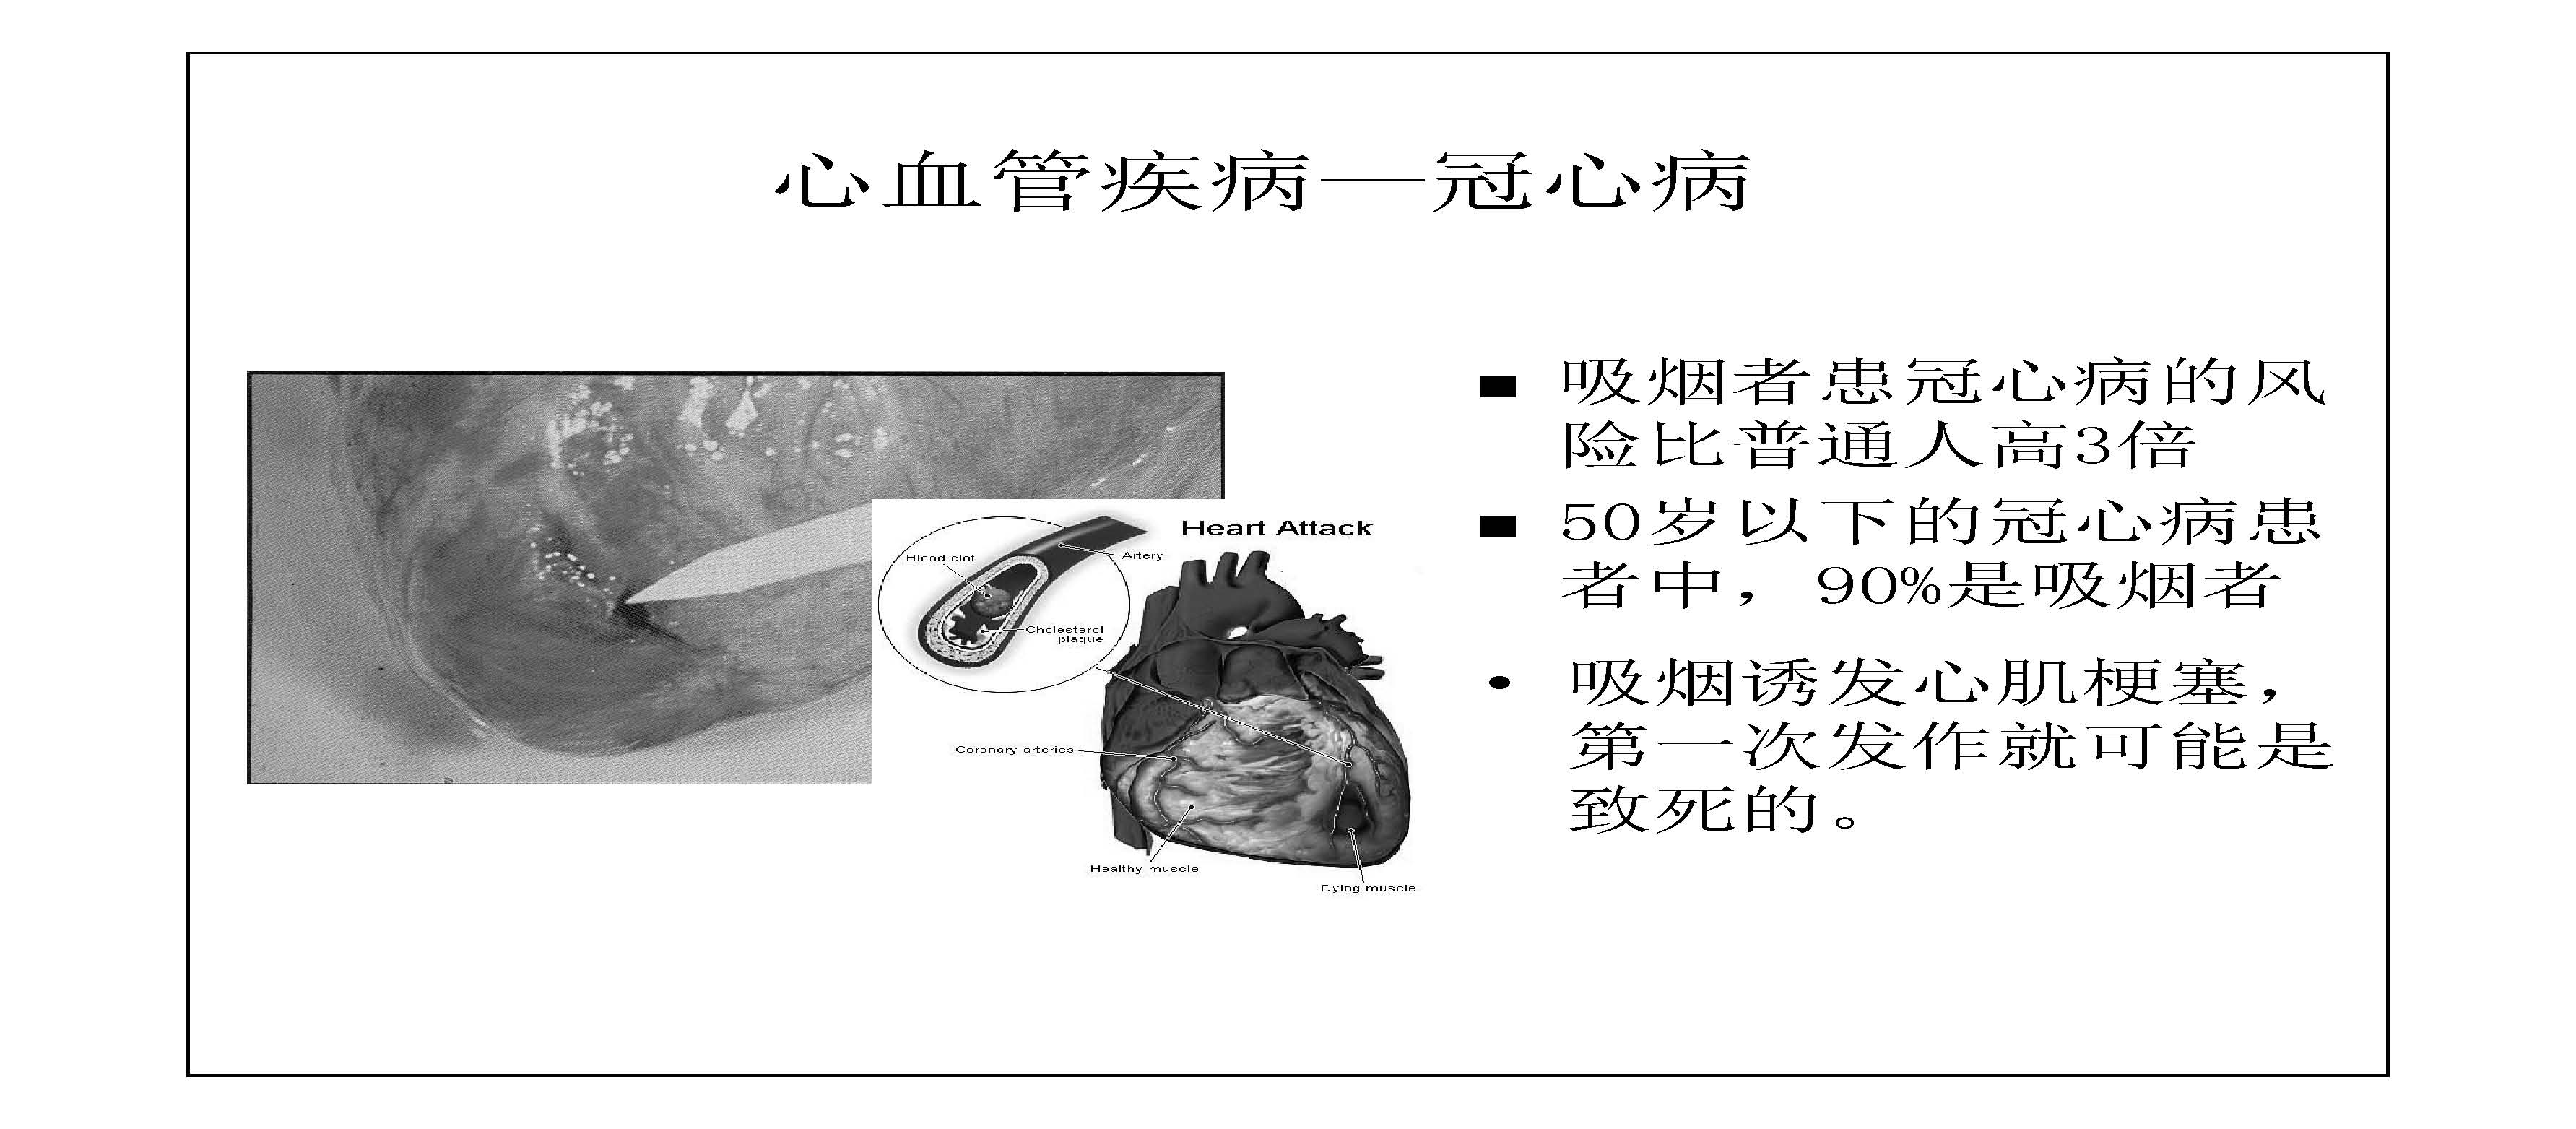 心血管疾病—冠心病
Heart Attack
Blood clot
Artery
Cholesterol
plaque
Coronary arteries
Healthy muscle
Dying muscle
■ 吸烟者患冠心病的风
险比普通人高3倍
■ 50岁以下的冠心病患
者中，90%是吸烟者
• 吸烟诱发心肌梗塞，
第一次发作就可能是
致死的。